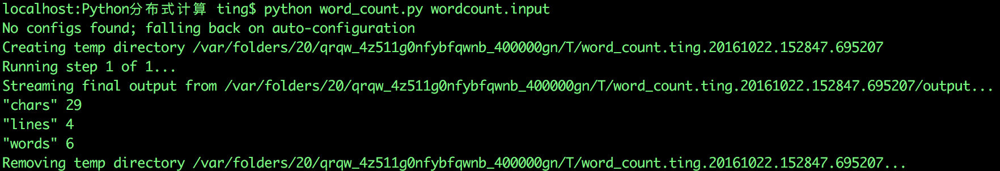 localhost:Python分布式计算 ting$ python word_count.py wordcount.input
No configs found; falling back on auto-configuration
Creating temp directory /var/folders/20/qrqw_4z511g0nfybfqwnb_400000gn/T/word_count.ting.20161022.152847.695207
Running step 1 of 1...
Streaming final output from /var/folders/20/qrqw_4z511g0nfybfqwnb_400000gn/T/word_count.ting.20161022.152847.695207/output...
"chars" 29
"lines" 4
"words" 6
Removing temp directory /var/folders/20/qrqw_4z511g0nfybfqwnb_400000gn/T/word_count.ting.20161022.152847.695207...